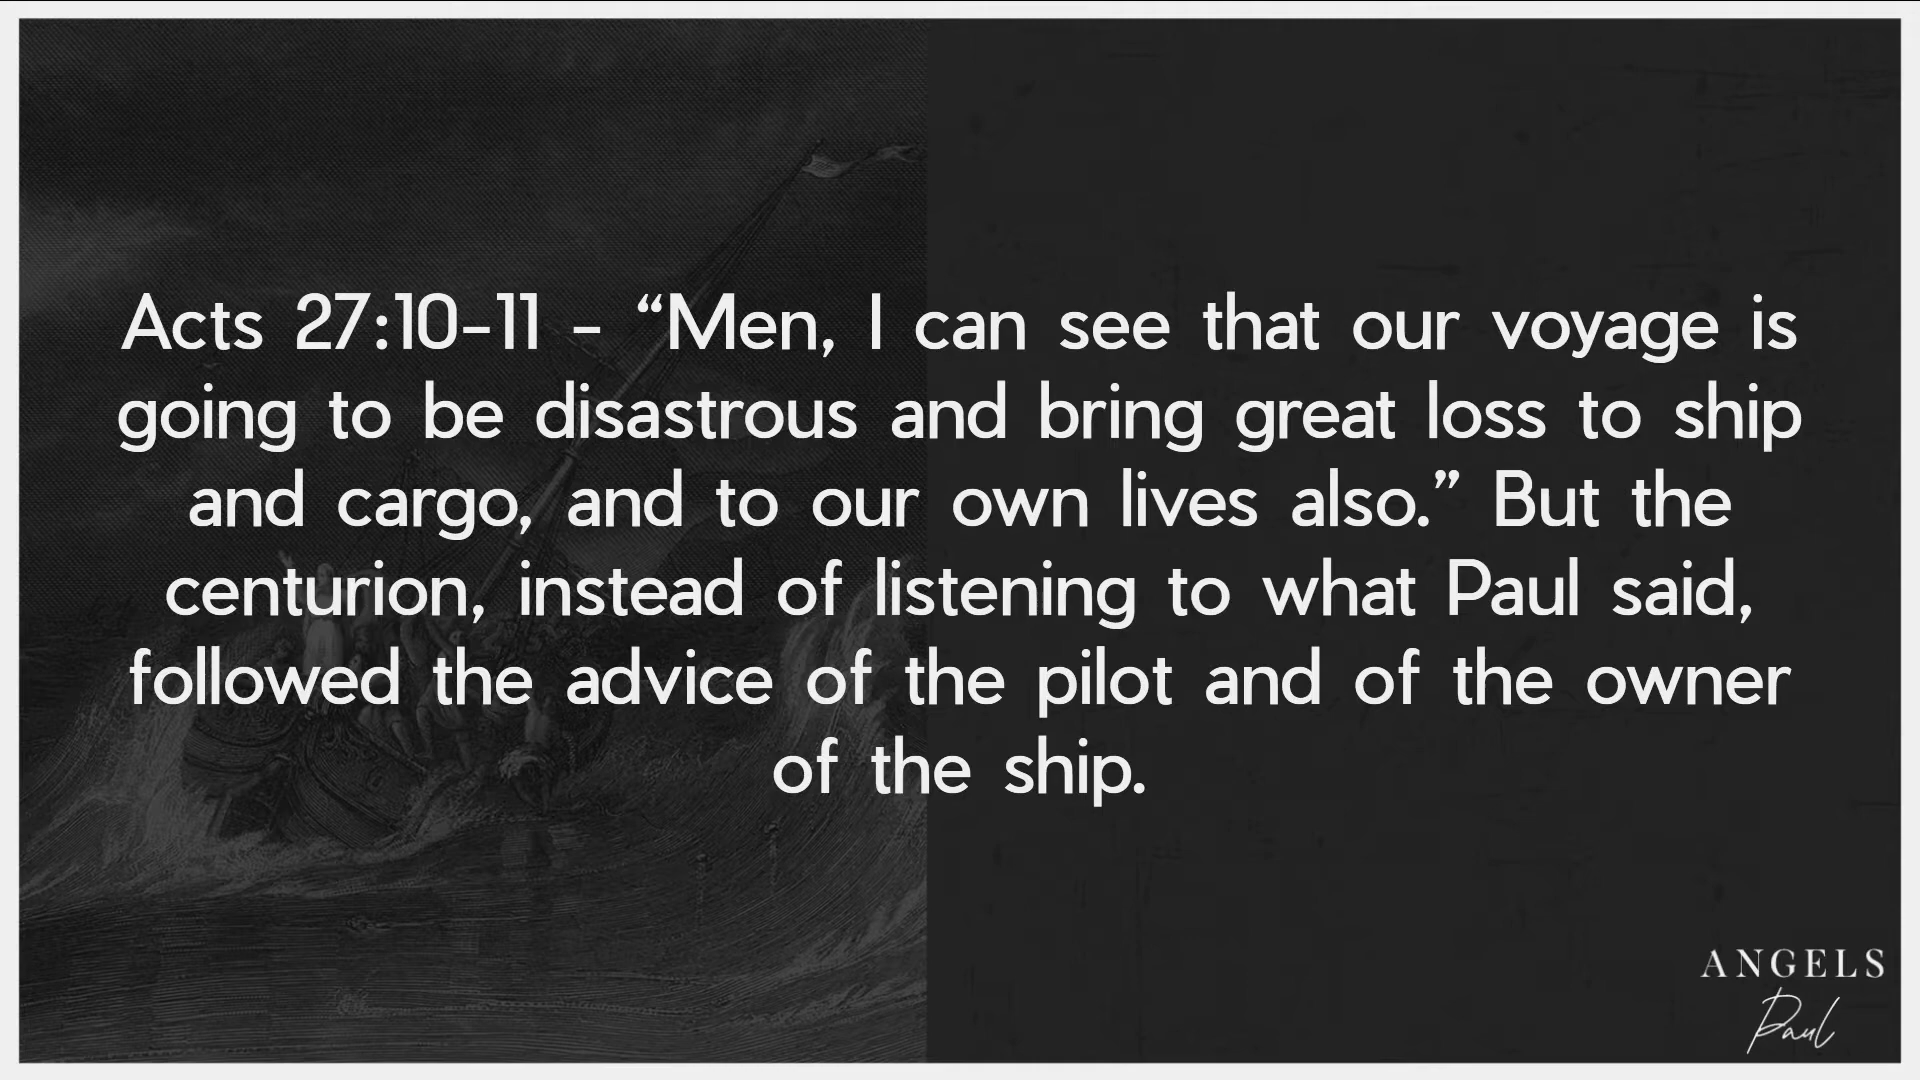 Acts 27:10-11 - “Men, I can see that our voyage is
going to be disastrous and bring great loss to ship
and cargo, and to our own lives also.” But the
centurion, instead of listening to what Paul said,
followed the advice of the pilot and of the owner
of the ship.
ANGELS
Paul